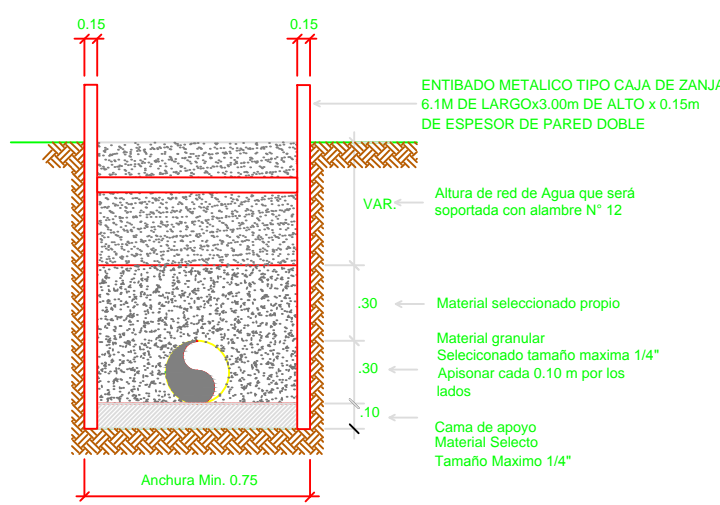 0.15
0.15
ENTIBADO METALICO TIPO CAJA DE ZANJA
6.1M DE LARGOx3.00m DE ALTO x 0.15m
DE ESPESOR DE PARED DOBLE
VAR.
Altura de red de Agua que será
soportada con alambre N° 12
.30
Material seleccionado propio
.30
Material granular
Selecionado tamaño maxima 1/4"
Apisonar cada 0.10 m por los
lados
.10
Cama de apoyo
Material Selecto
Tamaño Maximo 1/4"
Anchura Min. 0.75